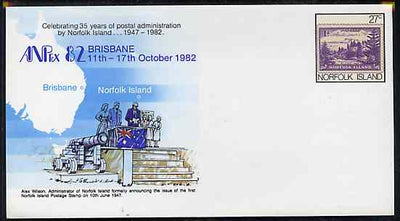 Celebrating 35 years of postal administration
by Norfolk Island . . . 1947 - 1982.
ANPEX 82 BRISBANE
11th - 17th October 1982
27c
NORFOLK ISLAND
NORFOLK ISLAND
Brisbane
Norfolk Island
Alex Wilson, Administrator of Norfolk Island formally announcing the issue of the first
Norfolk Island Postage Stamp on 10th June 1947.